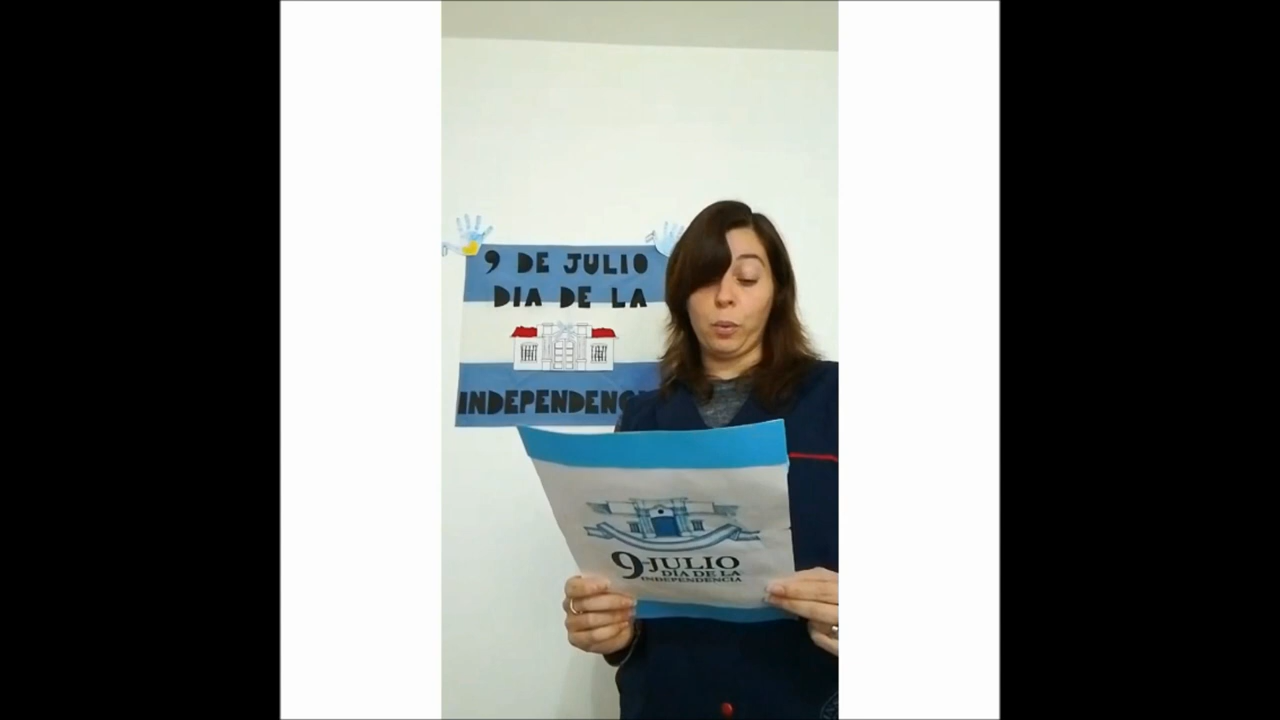 9 DE JULIO
DIA DE LA
INDEPENDENC
9 JULIO
DÍA DE LA
INDEPENDENCIA